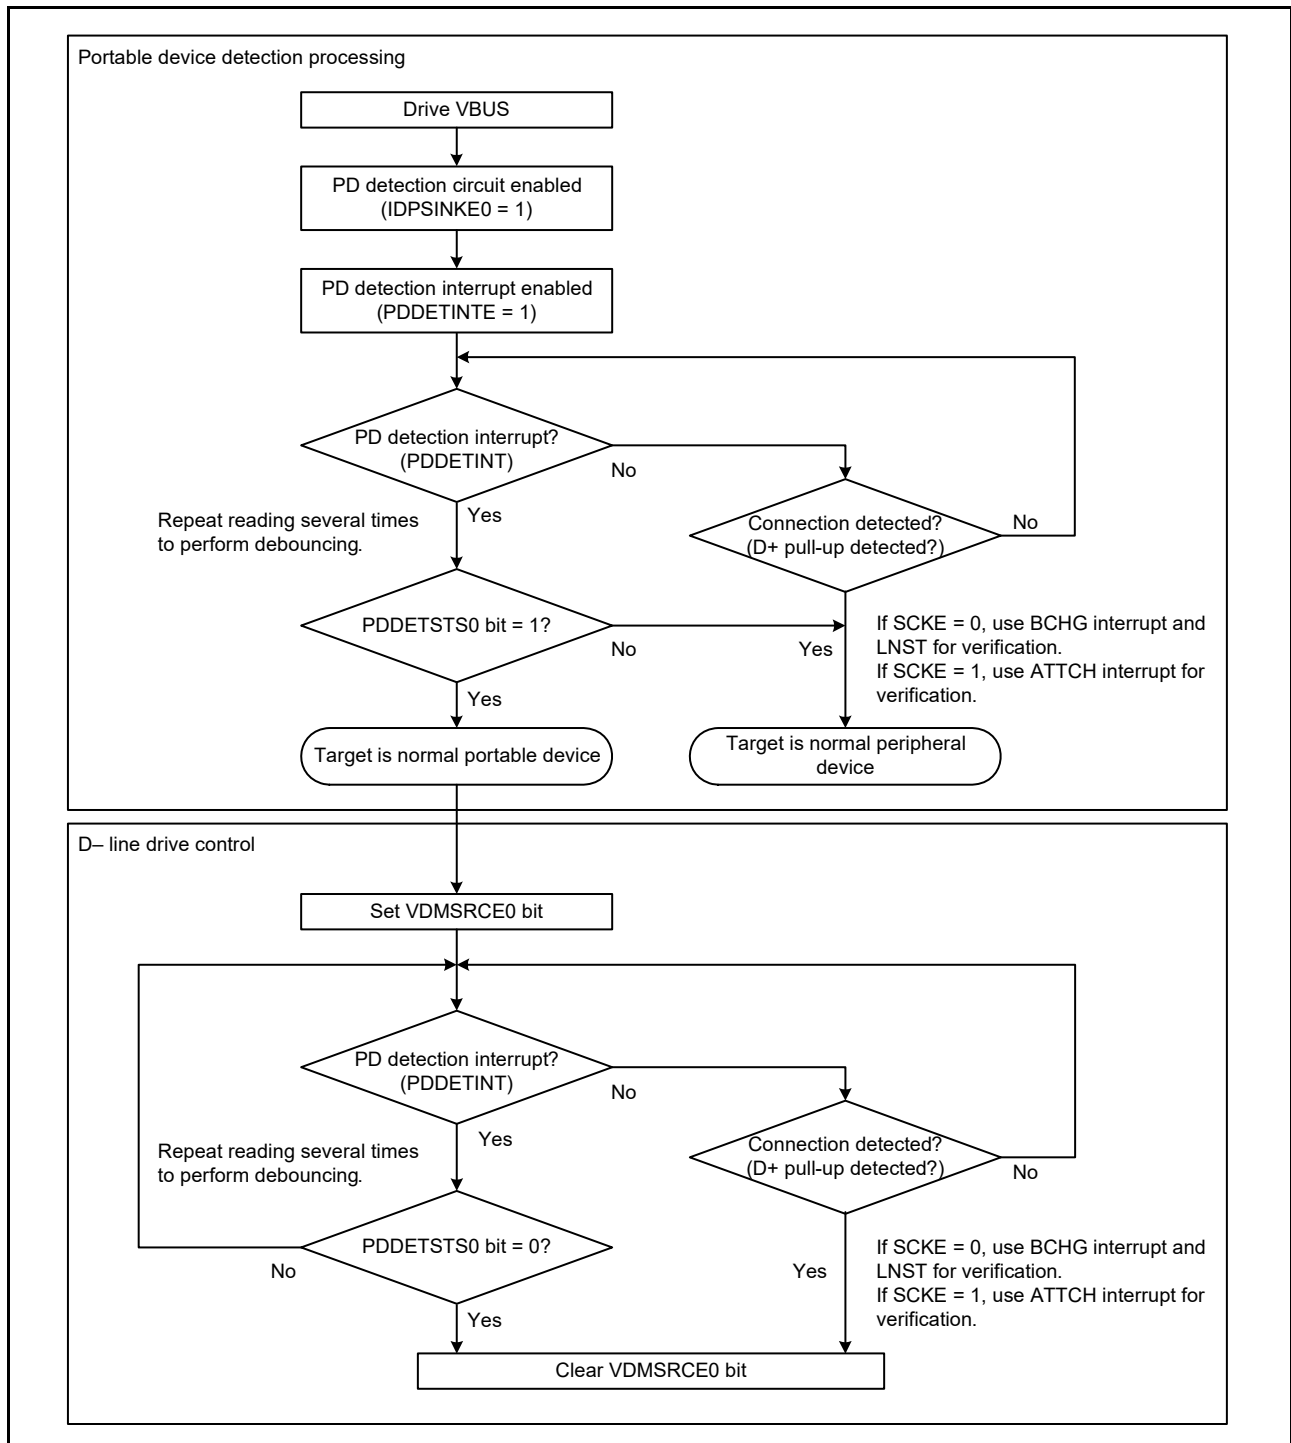 Portable device detection processing
Drive VBUS
PD detection circuit enabled
(IDPSINKE0 = 1)
PD detection interrupt enabled
(PDDETINTE = 1)
PD detection interrupt?
(PDDETINT)
No
Yes
Repeat reading several times
to perform debouncing.
Connection detected?
(D+ pull-up detected?)
No
PDDETSTS0 bit = 1?
No
Yes
If SCKE = 0, use BCHG interrupt and
LNST for verification.
If SCKE = 1, use ATTCH interrupt for
verification.
Yes
Target is normal portable device
Target is normal peripheral
device
D– line drive control
Set VDMSRCE0 bit
PD detection interrupt?
(PDDETINT)
No
Yes
Repeat reading several times
to perform debouncing.
Connection detected?
(D+ pull-up detected?)
No
PDDETSTS0 bit = 0?
No
Yes
If SCKE = 0, use BCHG interrupt and
LNST for verification.
If SCKE = 1, use ATTCH interrupt for
verification.
Yes
Clear VDMSRCE0 bit